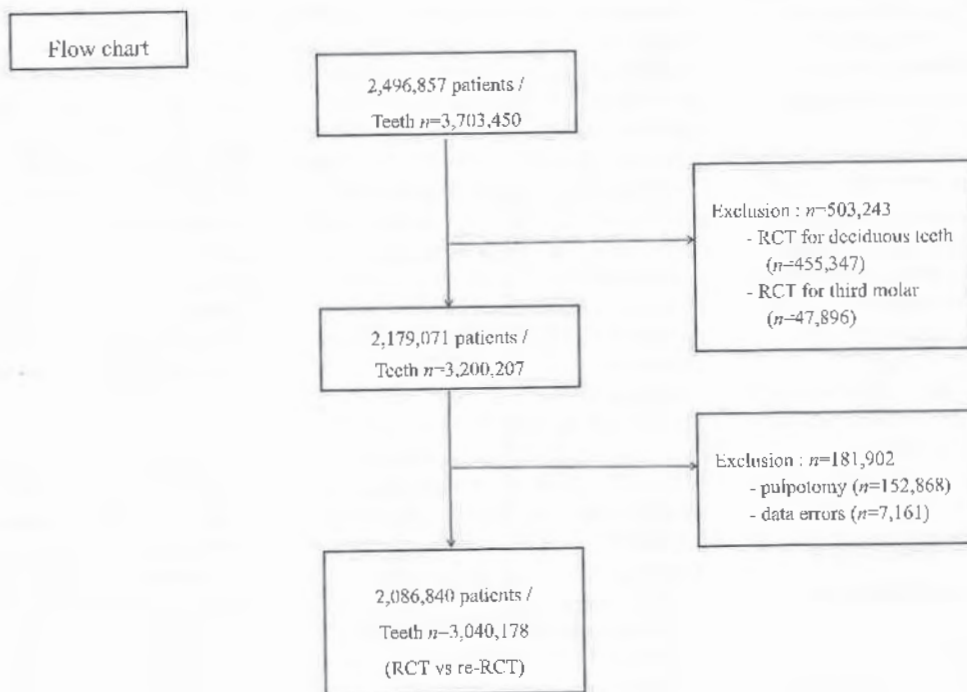 Flow chart
2,496,857 patients /
Teeth n=3,703,450
Exclusion : n=503,243
- RCT for deciduous teeth
(n=455,347)
- RCT for third molar
(n=47,896)
2,179,071 patients /
Teeth n=3,200,207
Exclusion : n=181,902
- pulpotomy (n=152,868)
- data errors (n=7,161)
2,086,840 patients /
Teeth n=3,040,178
(RCT vs re-RCT)